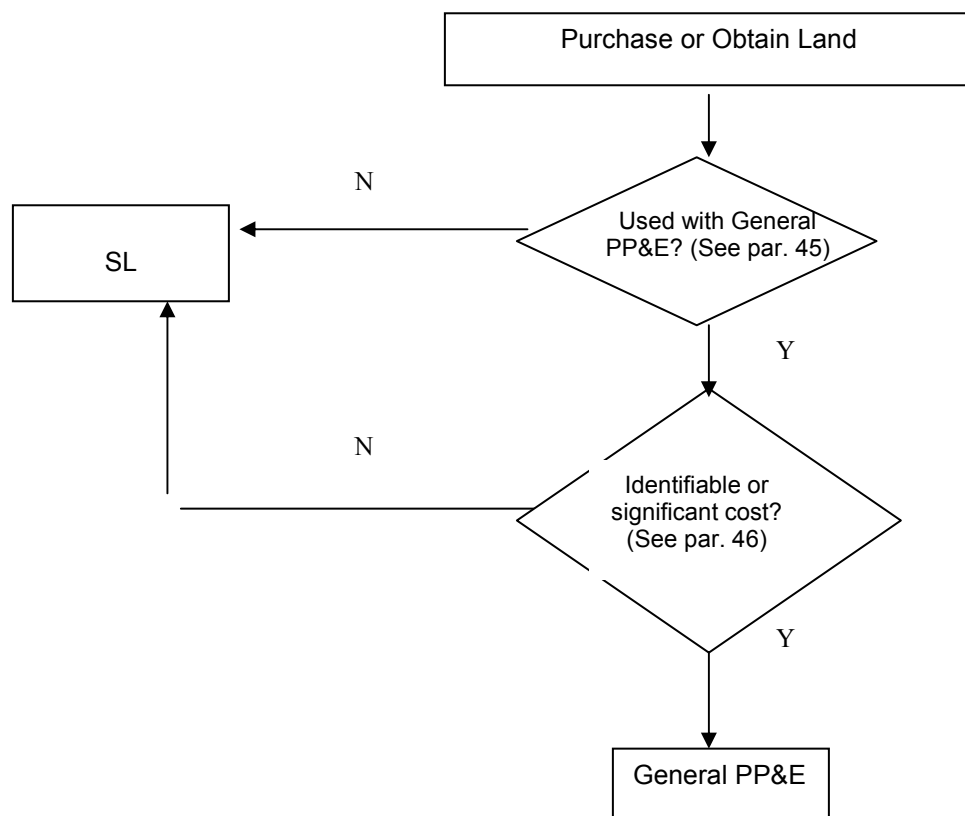 Purchase or Obtain Land
N
Used with General
PP&E? (See par. 45)
SL
Y
N
Identifiable or
significant cost?
(See par. 46)
Y
General PP&E